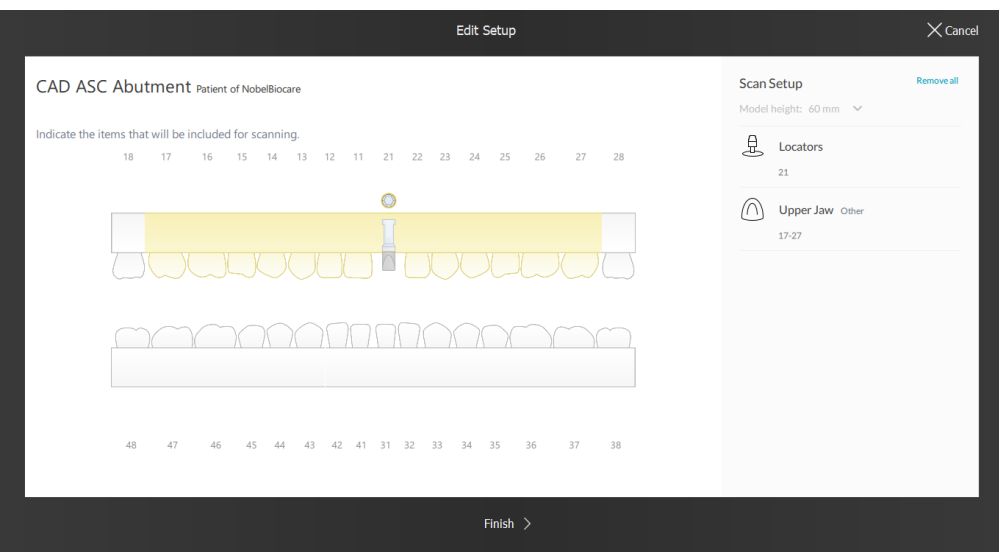 Edit Setup
Cancel
CAD ASC Abutment Patient of NobelBiocare
Indicate the items that will be included for scanning.
18 17 16 15 14 13 12 11 21 22 23 24 25 26 27 28
48 47 46 45 44 43 42 41 31 32 33 34 35 36 37 38
Scan Setup
Remove all
Model height: 60 mm
Locators
21
Upper Jaw Other
17-27
Finish